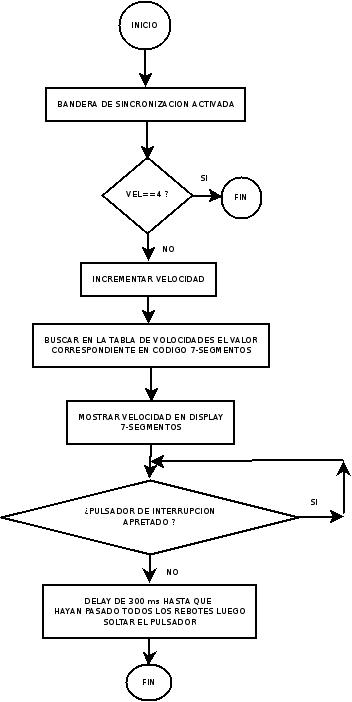 INICIO
BANDERA DE SINCRONIZACION ACTIVADA
VEL==4 ?
SI
FIN
NO
INCREMENTAR VELOCIDAD
BUSCAR EN LA TABLA DE VOLOCIDADES EL VALOR
CORRESPONDIENTE EN CODIGO 7-SEGMENTOS
MOSTRAR VELOCIDAD EN DISPLAY
7-SEGMENTOS
¿PULSADOR DE INTERRUPCION
APRETADO ?
SI
NO
DELAY DE 300 ms HASTA QUE
HAYAN PASADO TODOS LOS REBOTES LUEGO
SOLTAR EL PULSADOR
FIN